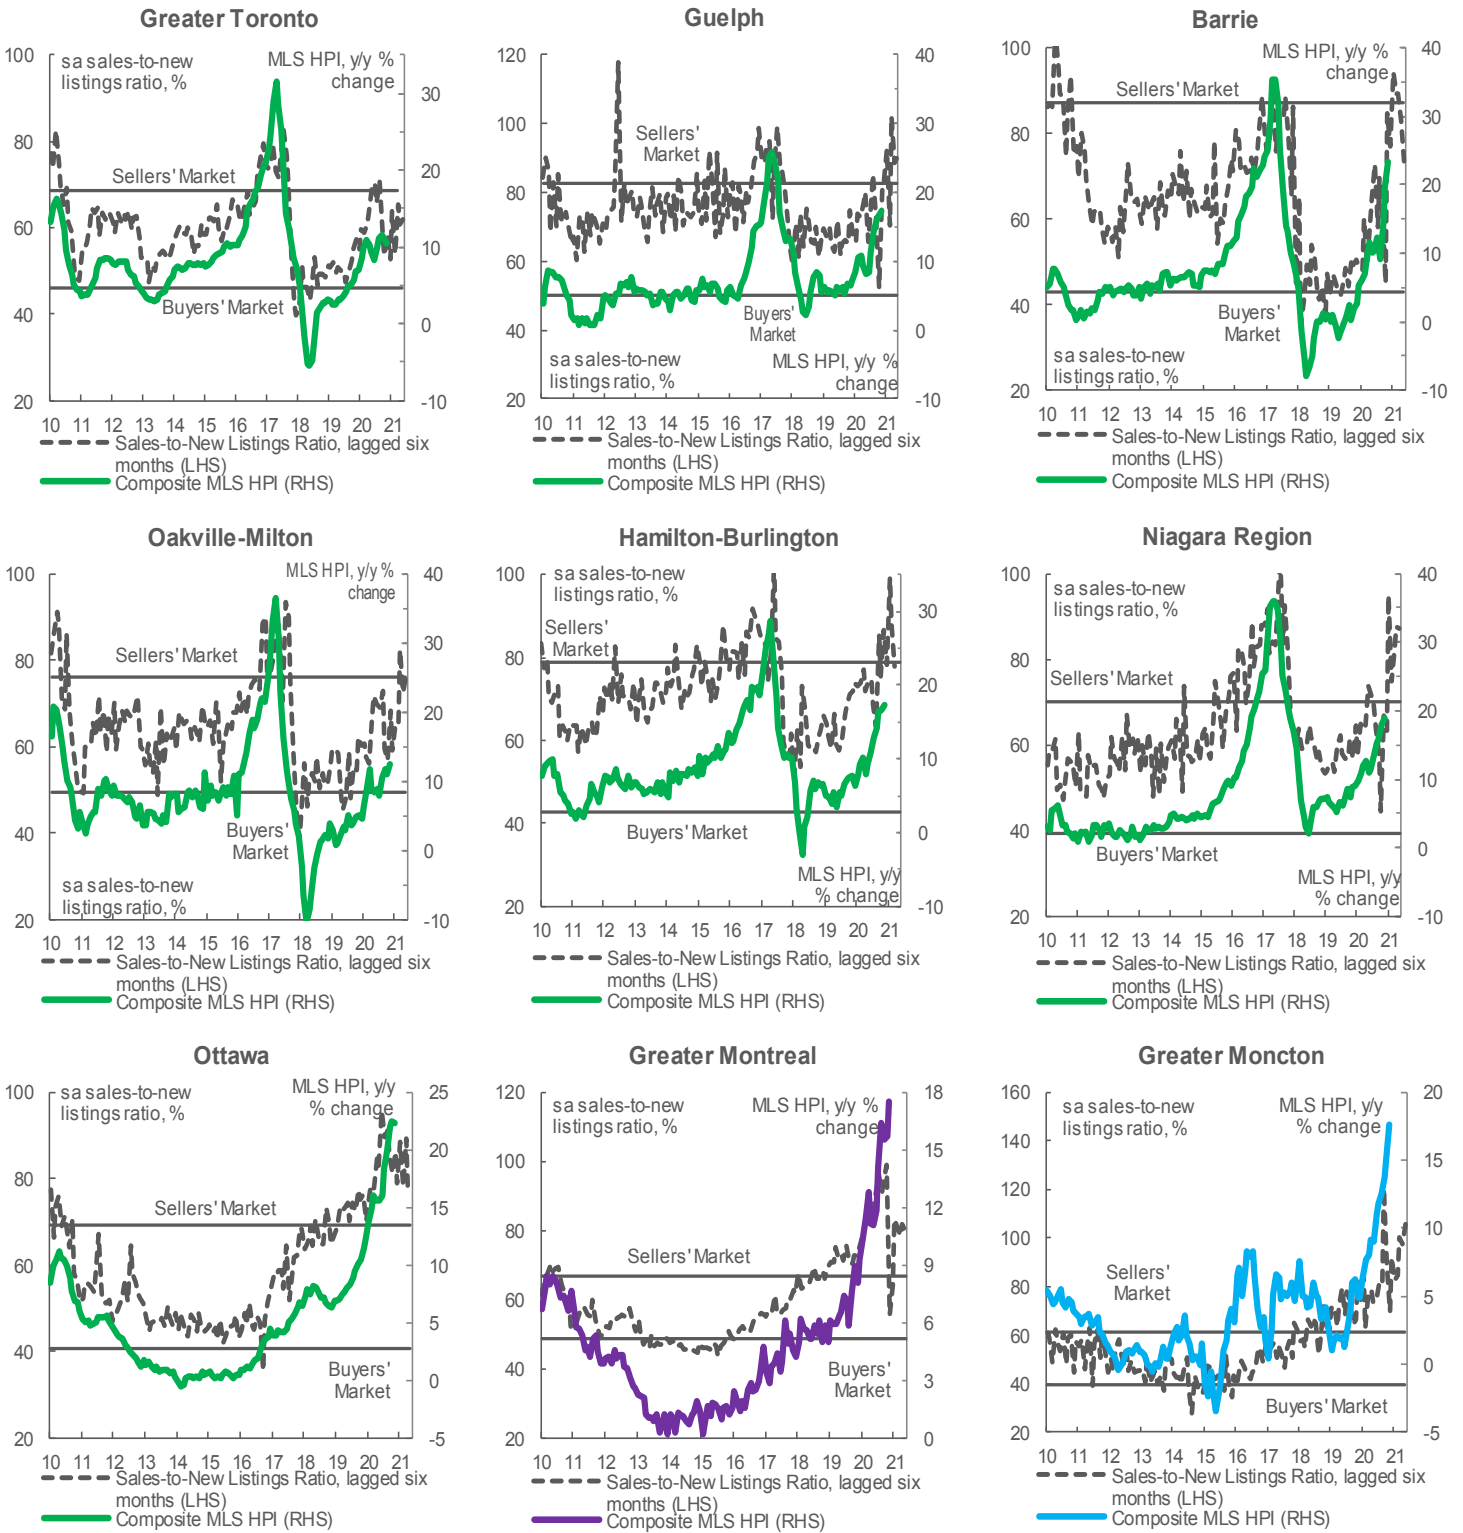 Greater Toronto
100
80
60
40
20
sa sales-to-new
listings ratio, %
MLS HPI, y/y %
change
30
20
10
0
-10
Sellers' Market
Buyers' Market
10 11 12 13 14 15 16 17 18 19 20 21
Sales-to-New Listings Ratio, lagged six
months (LHS)
Composite MLS HPI (RHS)
Guelph
120
100
80
60
40
20
40
30
20
10
0
-10
Sellers'
Market
Buyers'
Market
sa sales-to-new
listings ratio, %
MLS HPI, y/y %
change
10 11 12 13 14 15 16 17 18 19 20 21
Sales-to-New Listings Ratio, lagged six
months (LHS)
Composite MLS HPI (RHS)
Barrie
100
80
60
40
20
MLS HPI, y/y %
change
40
30
20
10
0
-10
Sellers' Market
Buyers'
Market
sa sales-to-new
listings ratio, %
10 11 12 13 14 15 16 17 18 19 20 21
Sales-to-New Listings Ratio, lagged six
months (LHS)
Composite MLS HPI (RHS)
Oakville-Milton
100
80
60
40
20
MLS HPI, y/y %
change
40
30
20
10
0
-10
Sellers' Market
Buyers'
Market
sa sales-to-new
listings ratio, %
10 11 12 13 14 15 16 17 18 19 20 21
Sales-to-New Listings Ratio, lagged six
months (LHS)
Composite MLS HPI (RHS)
Hamilton-Burlington
100
80
60
40
20
sa sales-to-new
listings ratio, %
30
20
10
0
-10
Sellers'
Market
Buyers' Market
MLS HPI, y/y
% change
10 11 12 13 14 15 16 17 18 19 20 21
Sales-to-New Listings Ratio, lagged six
months (LHS)
Composite MLS HPI (RHS)
Niagara Region
100
80
60
40
20
sa sales-to-new
listings ratio, %
40
30
20
10
0
-10
Sellers' Market
Buyers' Market
MLS HPI, y/y
% change
10 11 12 13 14 15 16 17 18 19 20 21
Sales-to-New Listings Ratio, lagged six
months (LHS)
Composite MLS HPI (RHS)
Ottawa
100
80
60
40
20
sa sales-to-new
listings ratio, %
MLS HPI, y/y
% change
25
20
15
10
5
0
-5
Sellers' Market
Buyers'
Market
10 11 12 13 14 15 16 17 18 19 20 21
Sales-to-New Listings Ratio, lagged six
months (LHS)
Composite MLS HPI (RHS)
Greater Montreal
120
100
80
60
40
20
sa sales-to-new
listings ratio, %
MLS HPI, y/y %
change
18
15
12
9
6
3
0
Sellers' Market
Buyers'
Market
10 11 12 13 14 15 16 17 18 19 20 21
Sales-to-New Listings Ratio, lagged six
months (LHS)
Composite MLS HPI (RHS)
Greater Moncton
160
140
120
100
80
60
40
20
sa sales-to-new
listings ratio, %
MLS HPI, y/y
% change
20
15
10
5
0
-5
Sellers'
Market
Buyers' Market
10 11 12 13 14 15 16 17 18 19 20 21
Sales-to-New Listings Ratio, lagged six
months (LHS)
Composite MLS HPI (RHS)